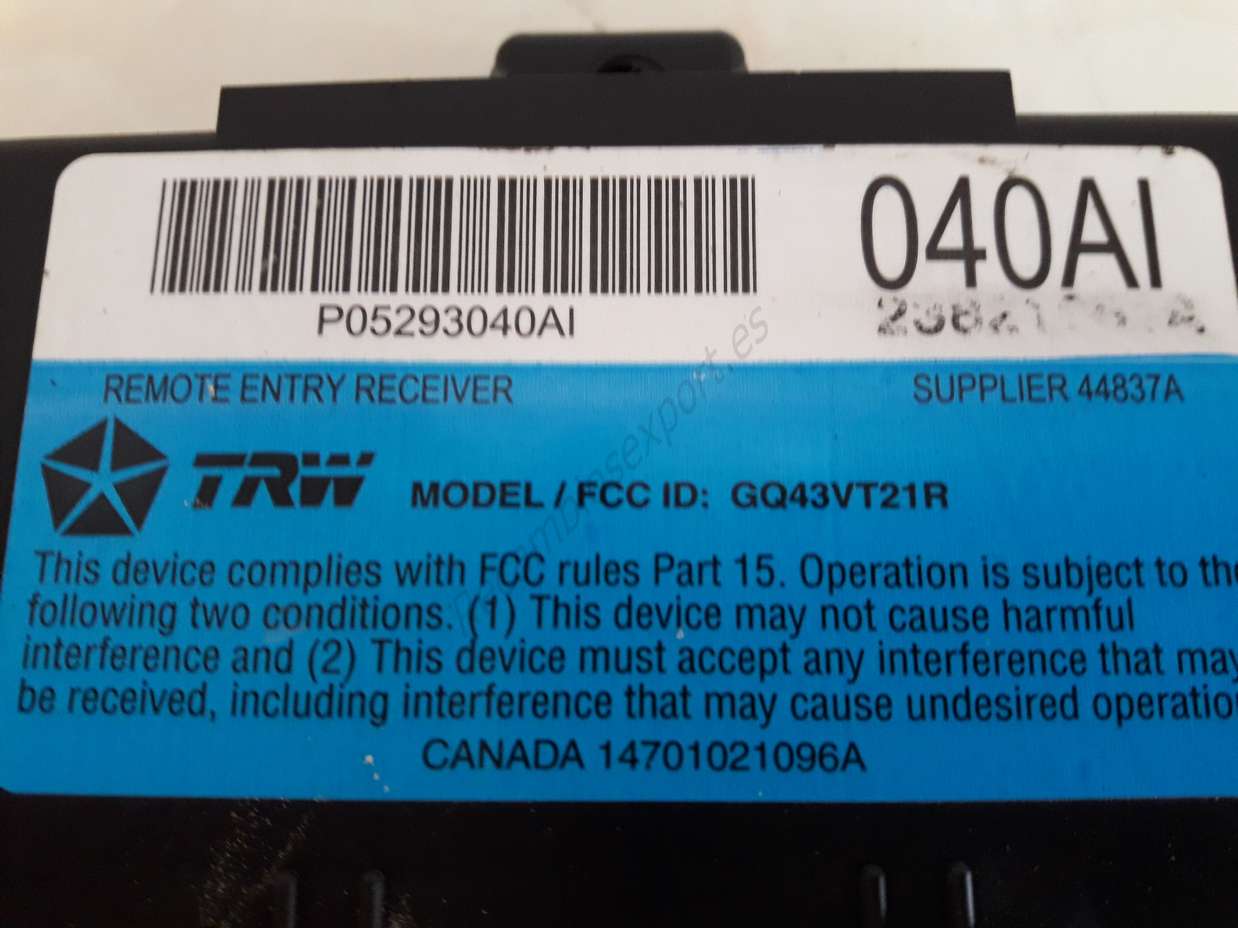 040AI
P05293040AI
REMOTE ENTRY RECEIVER
SUPPLIER 44837A
TRW
MODEL / FCC ID: GQ43VT21R
This device complies with FCC rules Part 15. Operation is subject to the
following two conditions. (1) This device may not cause harmful
interference and (2) This device must accept any interference that may
be received, including interference that may cause undesired operatio
CANADA 14701021096A